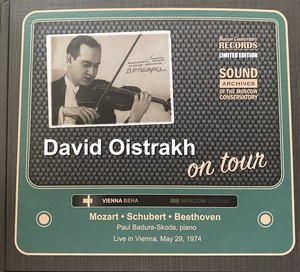 Moscow Conservatory
RECORDS
LIMITED EDITION
SOUND
ARCHIVES
OF THE MOSCOW
CONSERVATORY
David Oistrakh
on tour
VIENNA ВЕНА
MOSCOW МОСКВА
Mozart • Schubert • Beethoven
Paul Badura-Skoda, piano
Live in Vienna, May 29, 1974